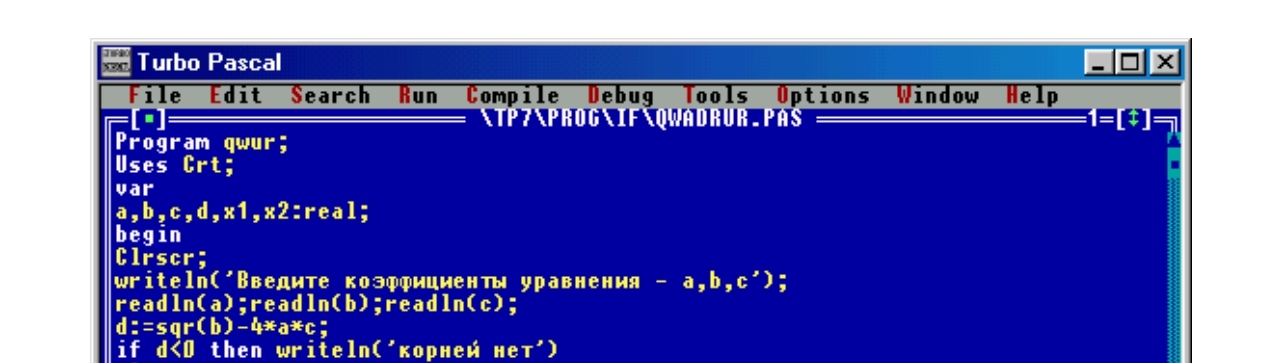 Turbo Pascal
File Edit Search Run Compile Debug Tools Options Window Help
[■] \TP7\PROG\IF\QWADRUR.PAS 1=[↕]
Program qwur;
Uses Crt;
var
a,b,c,d,x1,x2:real;
begin
Clrscr;
writeln('Введите коэффициенты уравнения - a,b,c');
readln(a);readln(b);readln(c);
d:=sqr(b)-4*a*c;
if d<0 then writeln('корней нет')